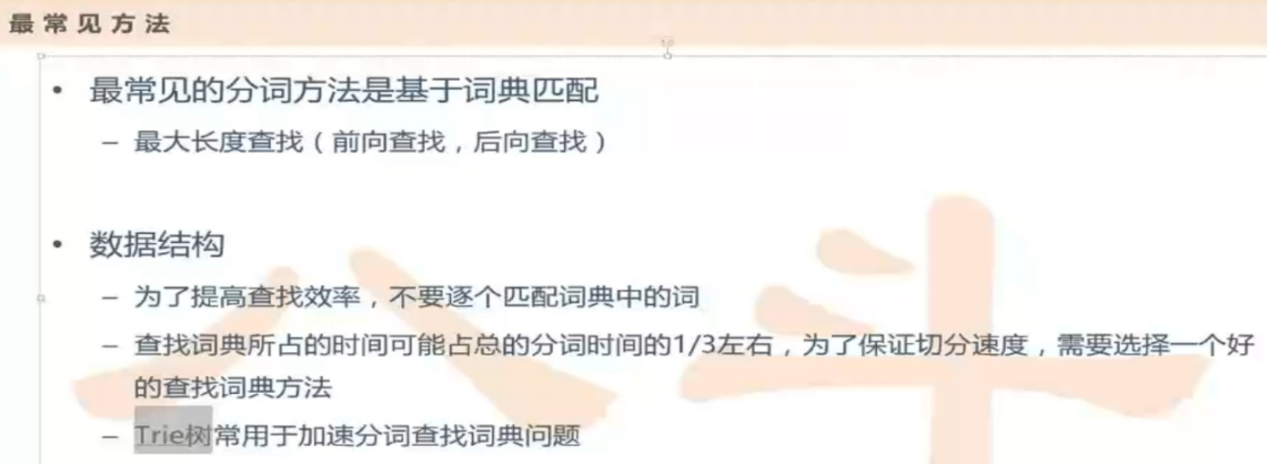 最常见方法
• 最常见的分词方法是基于词典匹配
– 最大长度查找（前向查找，后向查找）
• 数据结构
– 为了提高查找效率，不要逐个匹配词典中的词
– 查找词典所占的时间可能占总的分词时间的1/3左右，为了保证切分速度，需要选择一个好
的查找词典方法
– Trie树常用于加速分词查找词典问题
八斗